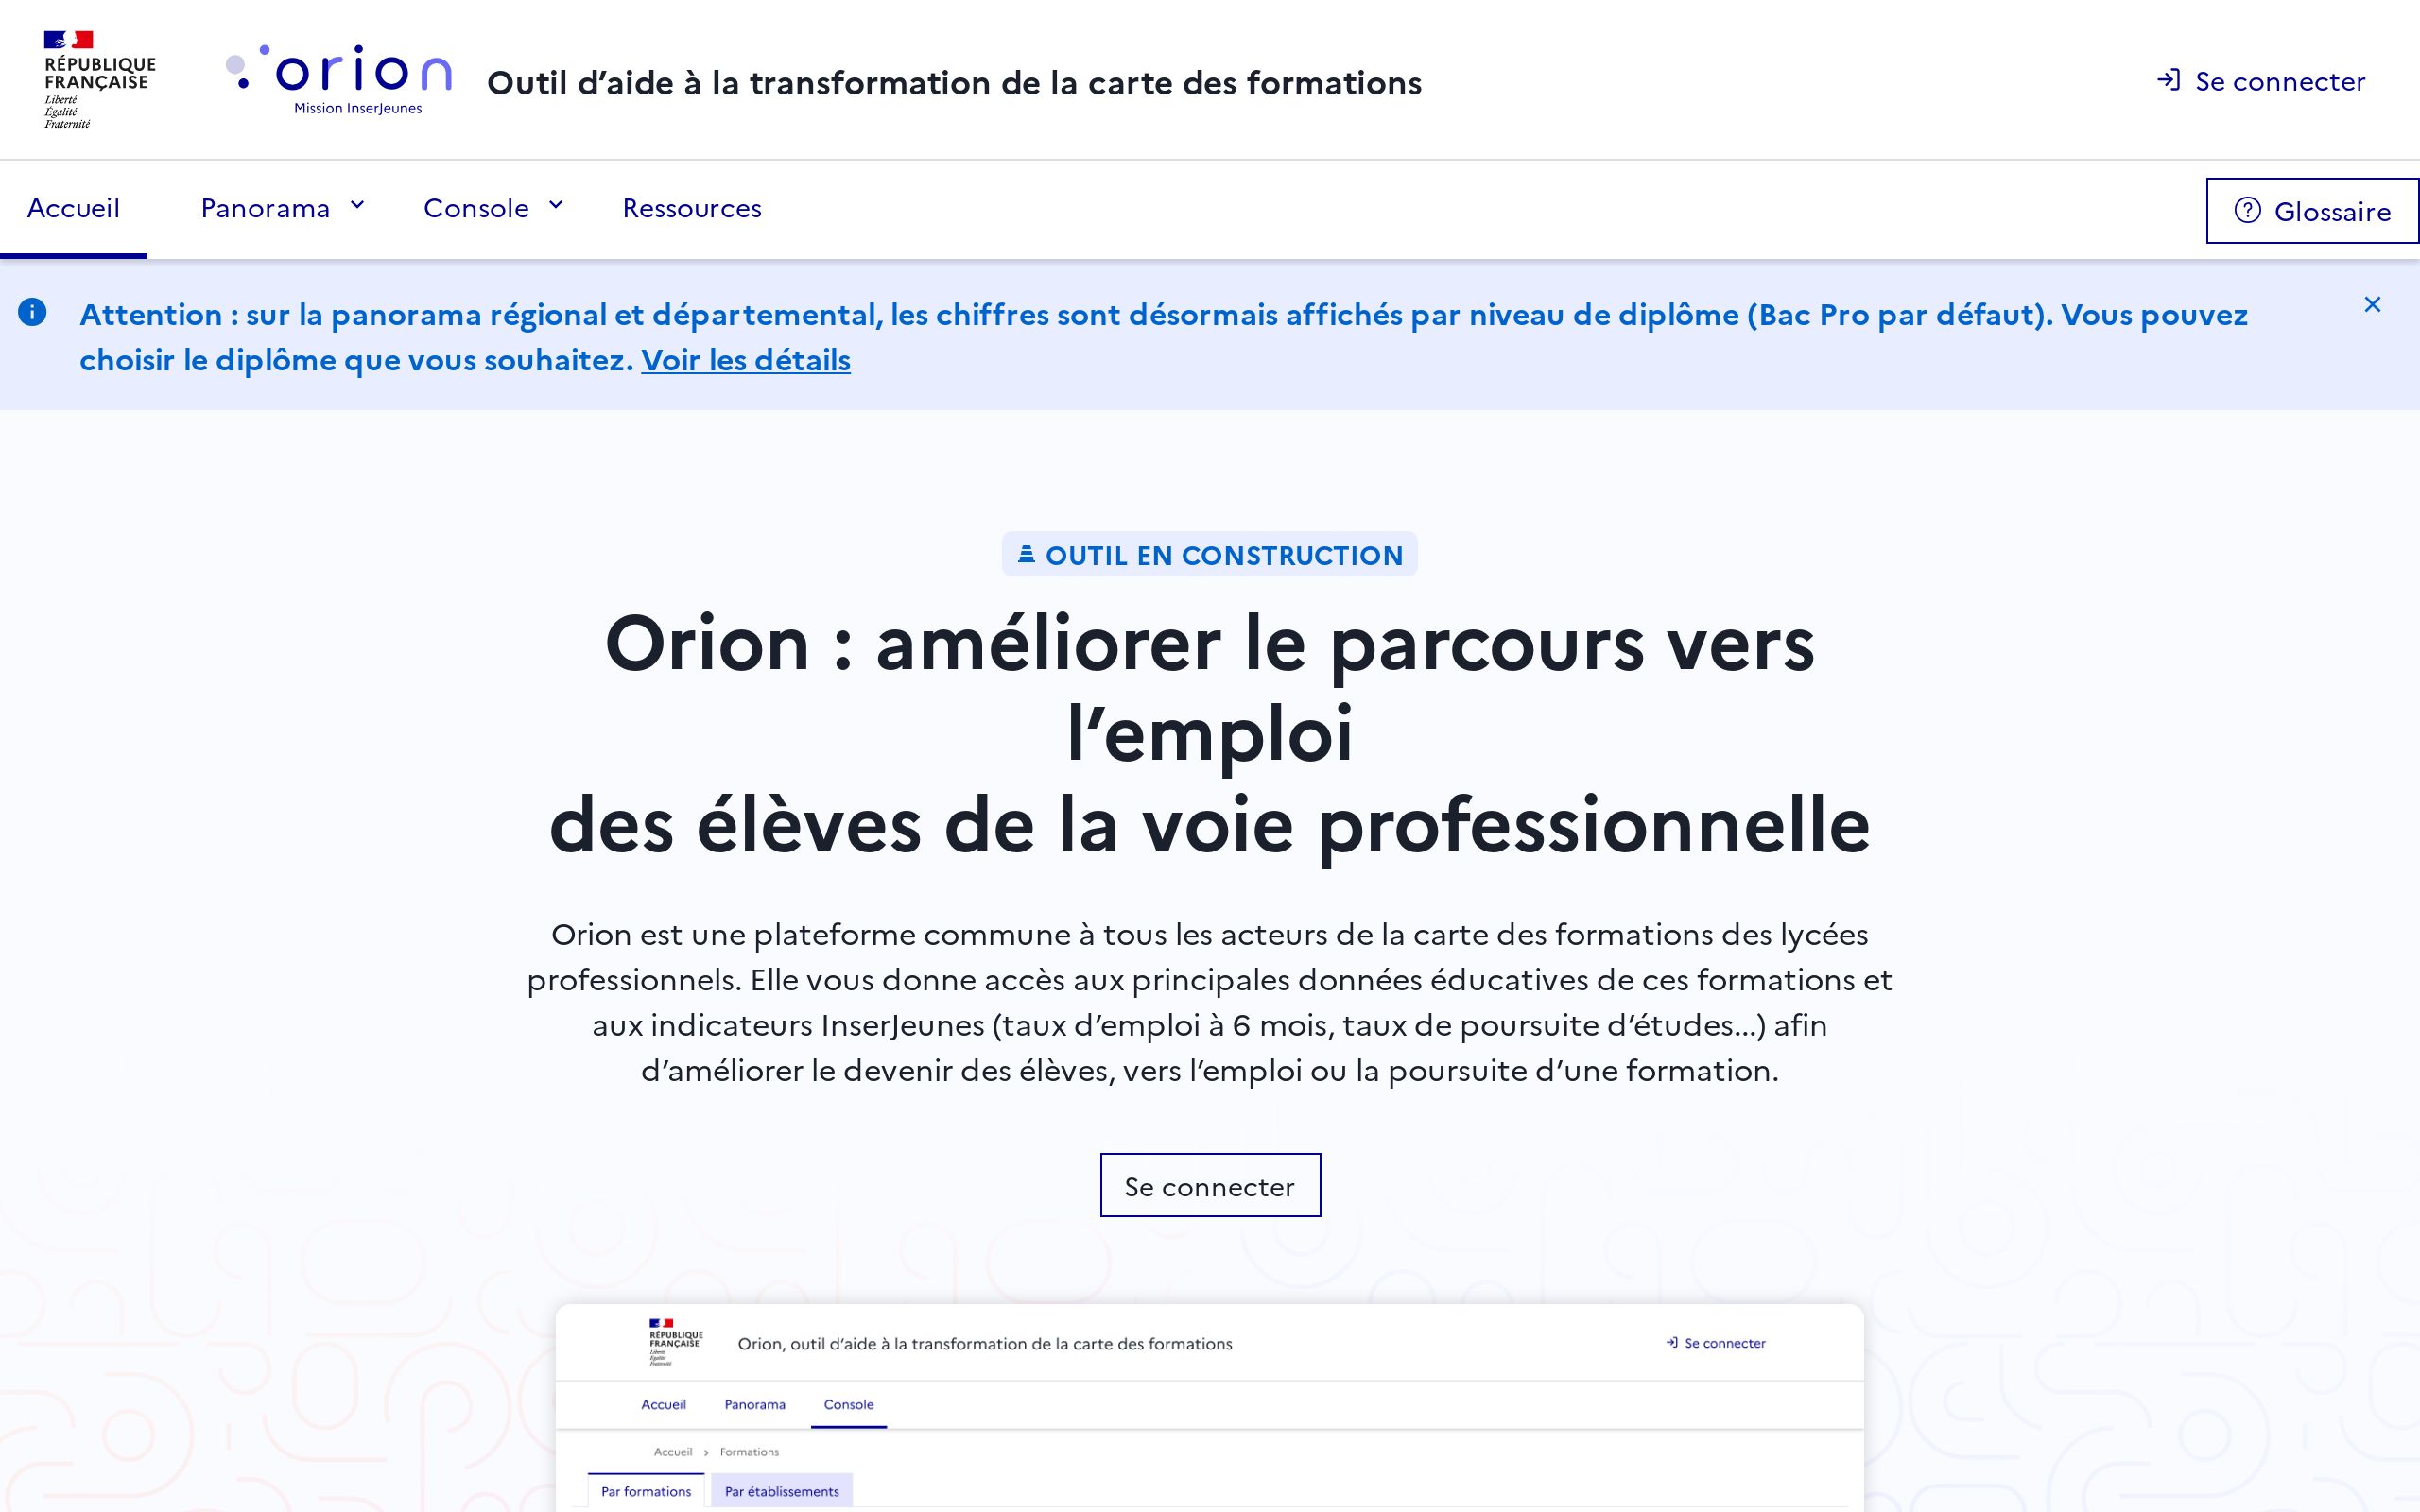 RÉPUBLIQUE
FRANÇAISE
Liberté
Égalité
Fraternité
orion
Mission InserJeunes
Outil d’aide à la transformation de la carte des formations
Se connecter
Accueil
Panorama
Console
Ressources
Glossaire
Attention : sur la panorama régional et départemental, les chiffres sont désormais affichés par niveau de diplôme (Bac Pro par défaut). Vous pouvez
choisir le diplôme que vous souhaitez. Voir les détails
OUTIL EN CONSTRUCTION
Orion : améliorer le parcours vers
l’emploi
des élèves de la voie professionnelle
Orion est une plateforme commune à tous les acteurs de la carte des formations des lycées
professionnels. Elle vous donne accès aux principales données éducatives de ces formations et
aux indicateurs InserJeunes (taux d’emploi à 6 mois, taux de poursuite d’études...) afin
d’améliorer le devenir des élèves, vers l’emploi ou la poursuite d’une formation.
Se connecter
RÉPUBLIQUE
FRANÇAISE
Liberté
Égalité
Fraternité
Orion, outil d’aide à la transformation de la carte des formations
Se connecter
Accueil
Panorama
Console
Accueil > Formations
Par formations
Par établissements